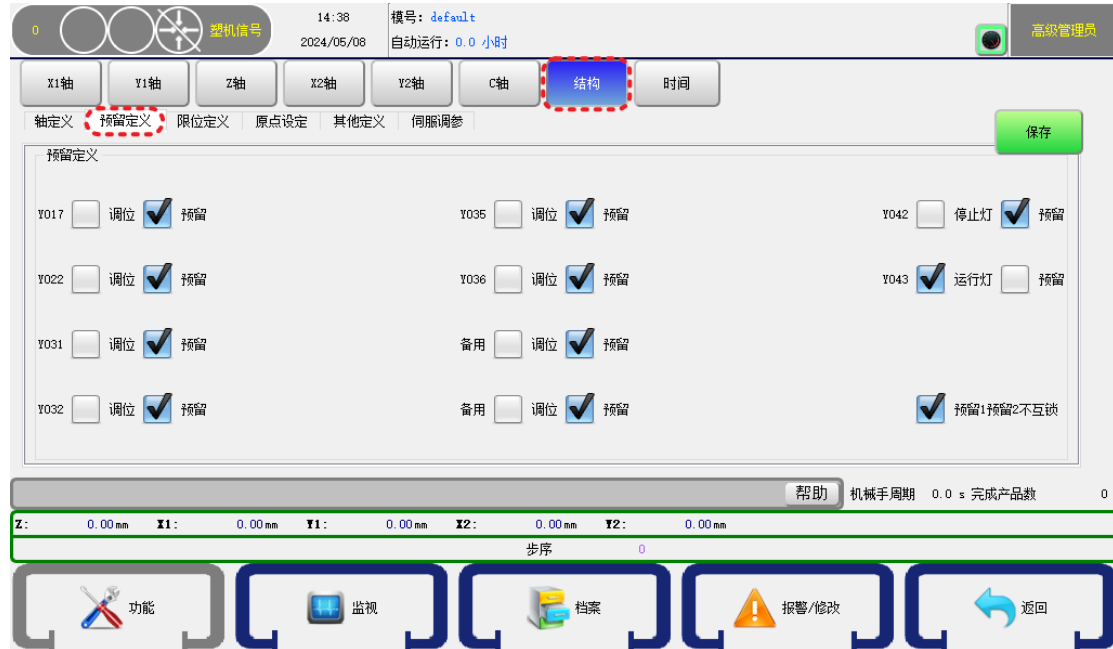 0 塑机信号 14:38 模号: default
2024/05/08 自动运行: 0.0 小时
高级管理员
X1轴 Y1轴 Z轴 X2轴 Y2轴 C轴 结构 时间
轴定义 预留定义 限位定义 原点设定 其他定义 伺服调参
保存
预留定义
Y017 调位 预留 Y035 调位 预留 Y042 停止灯 预留
Y022 调位 预留 Y036 调位 预留 Y043 运行灯 预留
Y031 调位 预留 备用 调位 预留
Y032 调位 预留 备用 调位 预留 预留1预留2不互锁
帮助 机械手周期 0.0 s 完成产品数 0
Z: 0.00mm X1: 0.00mm Y1: 0.00mm X2: 0.00mm Y2: 0.00mm
步序 0
功能 监视 档案 报警/修改 返回